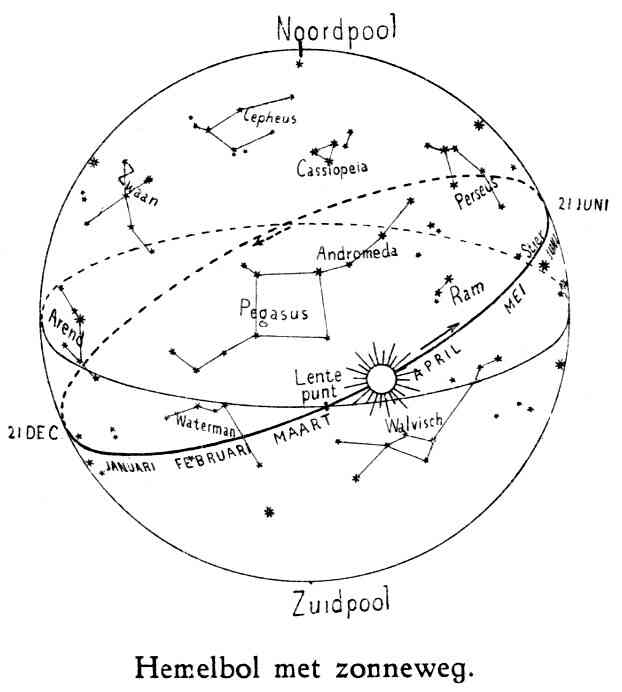 Noordpool
Cepheus
Cassiopeia
Zwaan
Perseus
21 JUNI
Andromeda
Stier
JUNI
Ram
MEI
Pegasus
Arend
APRIL
Lente
punt
Waterman
MAART
Walvisch
21 DEC.
JANUARI
FEBRUARI
Zuidpool
Hemelbol met zonneweg.